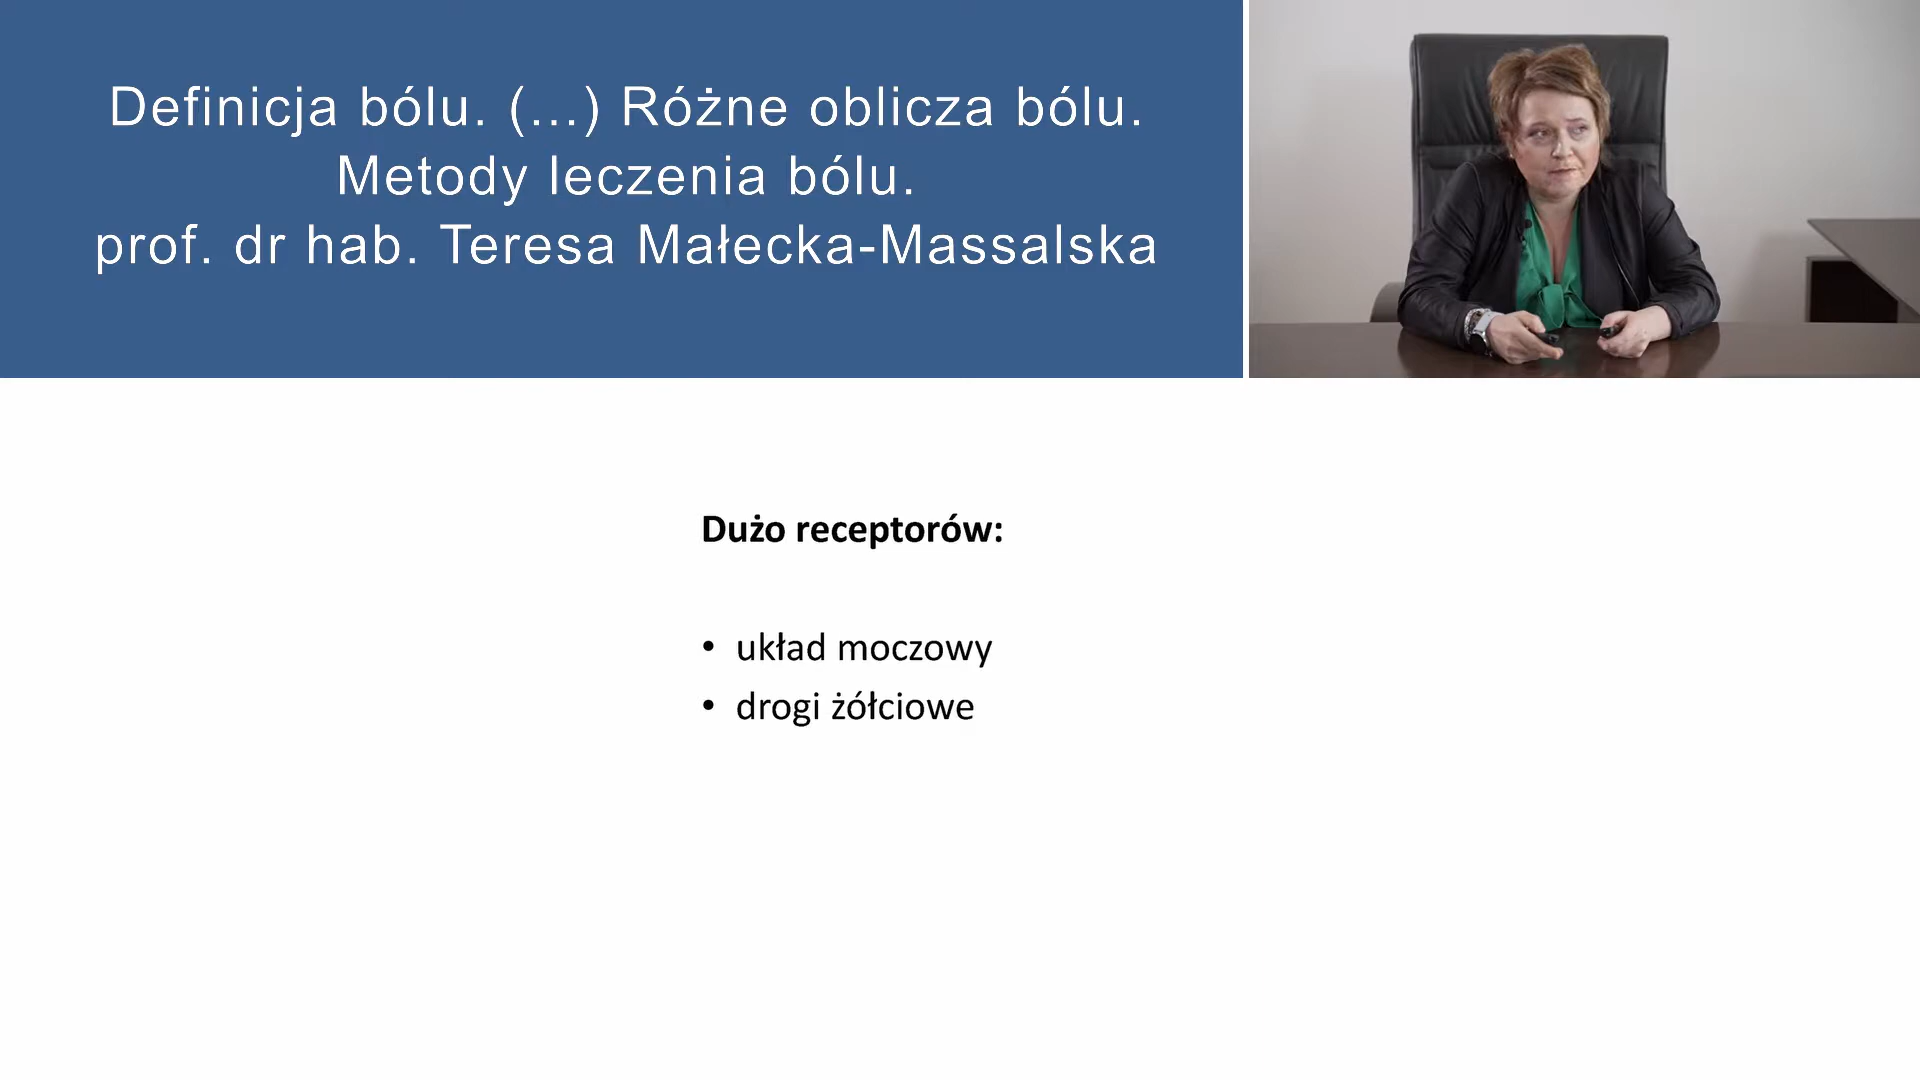 Definicja bólu. (...) Różne oblicza bólu.
Metody leczenia bólu.
prof. dr hab. Teresa Małecka-Massalska
Dużo receptorów:
• układ moczowy
• drogi żółciowe